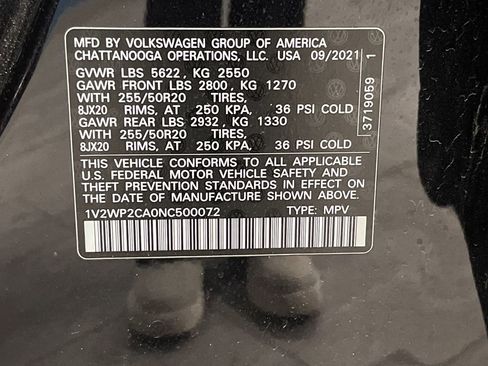 MFD BY VOLKSWAGEN GROUP OF AMERICA
CHATTANOOGA OPERATIONS, LLC. USA 09/2021
GVWR LBS 5622, KG 2550
GAWR FRONT LBS 2800, KG 1270
WITH 255/50R20 TIRES,
8JX20 RIMS, AT 250 KPA, 36 PSI COLD
GAWR REAR LBS 2932, KG 1330
WITH 255/50R20 TIRES,
8JX20 RIMS, AT 250 KPA, 36 PSI COLD
THIS VEHICLE CONFORMS TO ALL APPLICABLE
U.S. FEDERAL MOTOR VEHICLE SAFETY AND
THEFT PREVENTION STANDARDS IN EFFECT ON
THE DATE OF MANUFACTURE SHOWN ABOVE.
1V2WP2CA0NC500072 TYPE: MPV
3719059 1